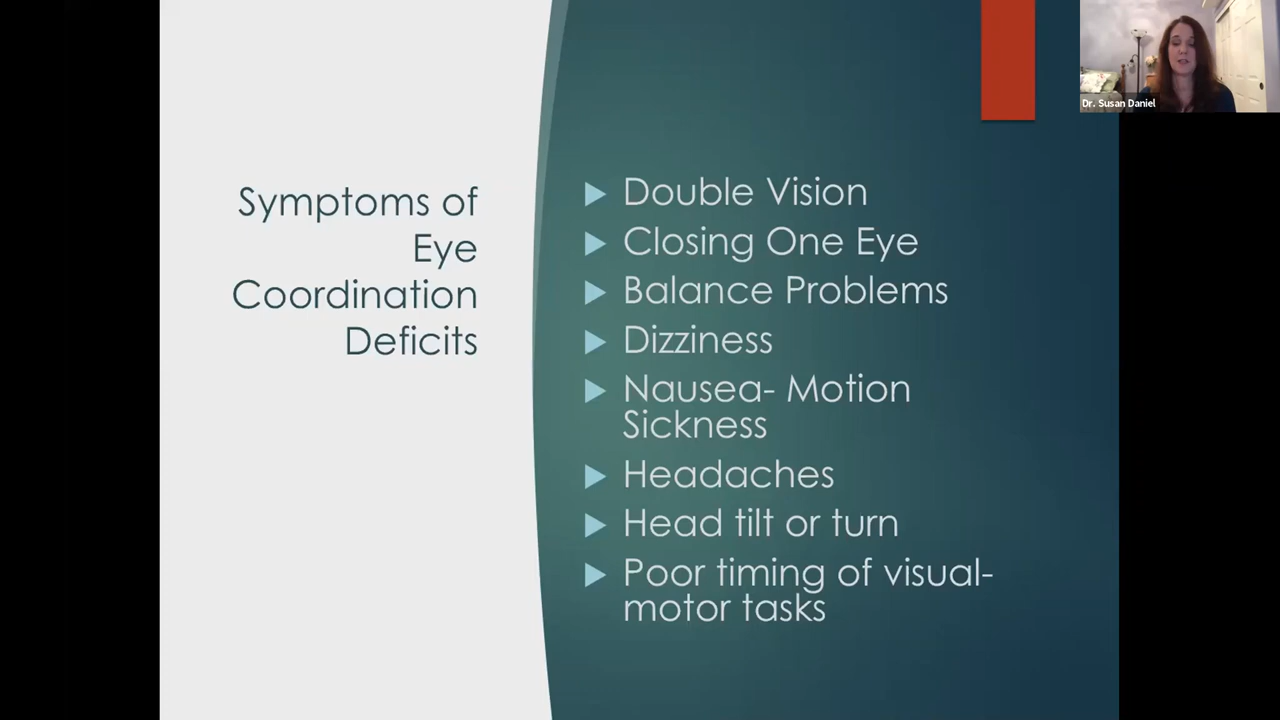 Symptoms of
Eye
Coordination
Deficits
Double Vision
Closing One Eye
Balance Problems
Dizziness
Nausea- Motion
Sickness
Headaches
Head tilt or turn
Poor timing of visual-
motor tasks
Dr. Susan Daniel